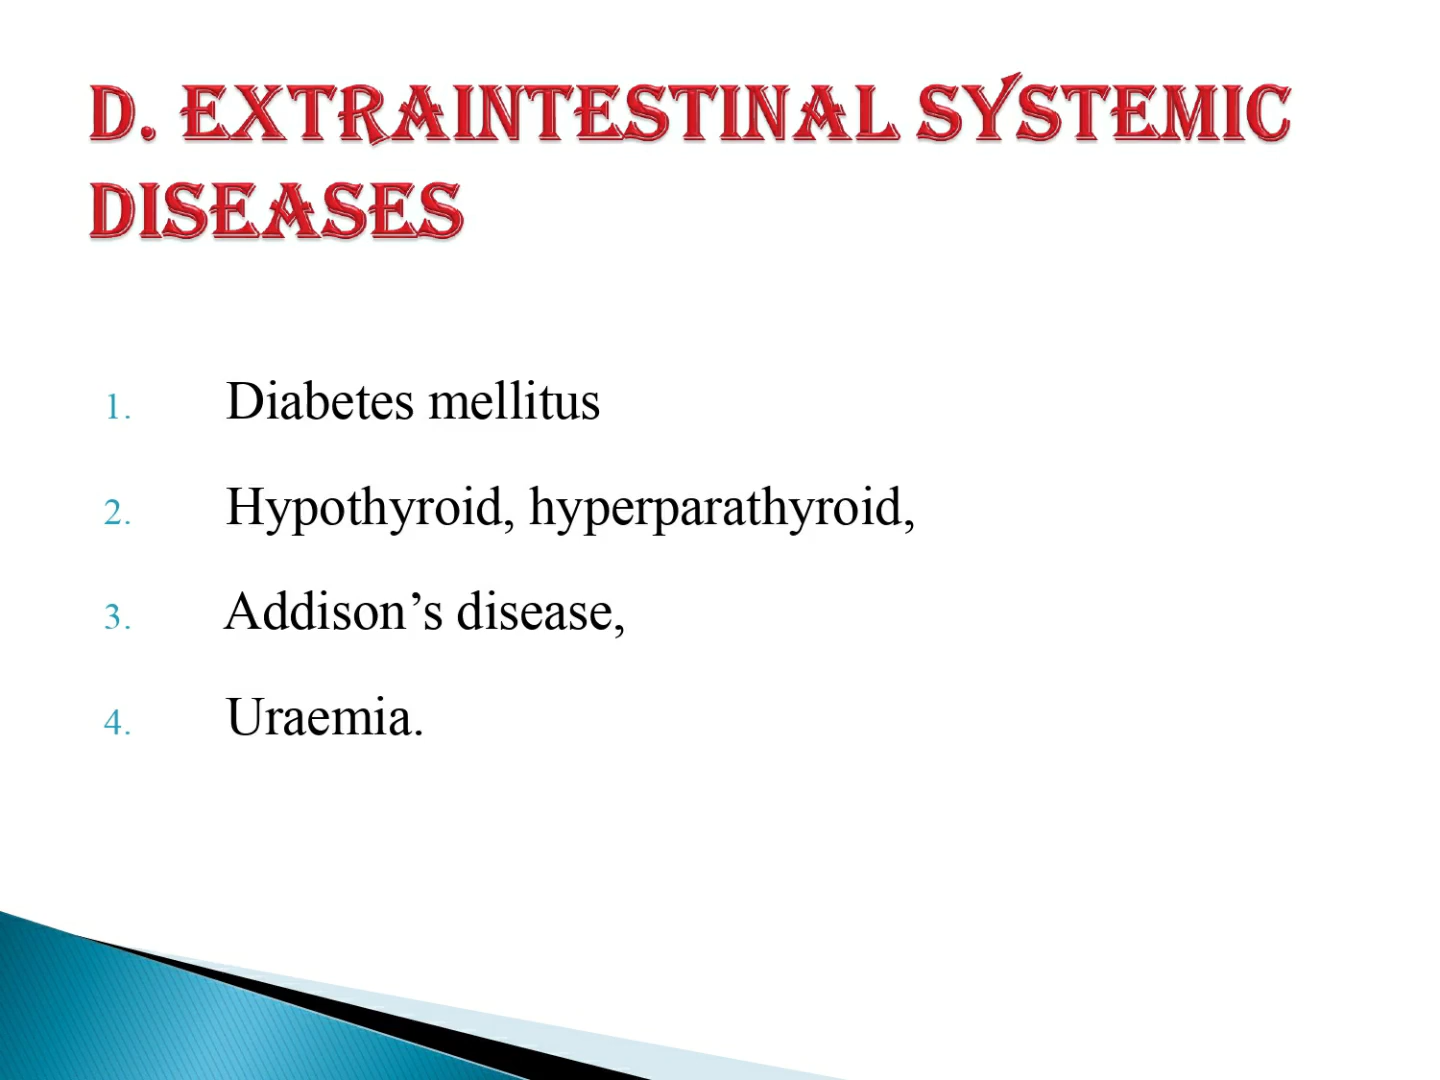 D. EXTRAINTESTINAL SYSTEMIC
DISEASES
1. Diabetes mellitus
2. Hypothyroid, hyperparathyroid,
3. Addison’s disease,
4. Uraemia.